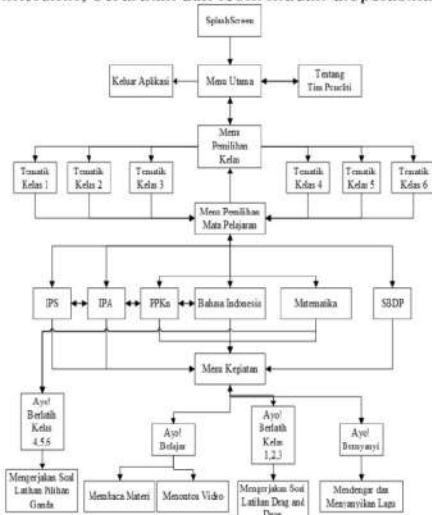 SplashScreen
Keluar Aplikasi
Menu Utama
Tentang
Tim Peneliti
Menu
Pemilihan
Kelas
Tematik
Kelas 1
Tematik
Kelas 2
Tematik
Kelas 3
Tematik
Kelas 4
Tematik
Kelas 5
Tematik
Kelas 6
Menu Pemilihan
Mata Pelajaran
IPS
IPA
PPKn
Bahasa Indonesia
Matematika
SBDP
Menu Kegiatan
Ayo!
Berlatih
Kelas
4,5,6
Ayo!
Belajar
Ayo!
Berlatih
Kelas
1,2,3
Ayo!
Bernyanyi
Mengerjakan Soal
Latihan Pilihan
Ganda
Membaca Materi
Menonton Video
Mengerjakan Soal
Latihan Drag and
Mendengar dan
Menyanyikan Lagu